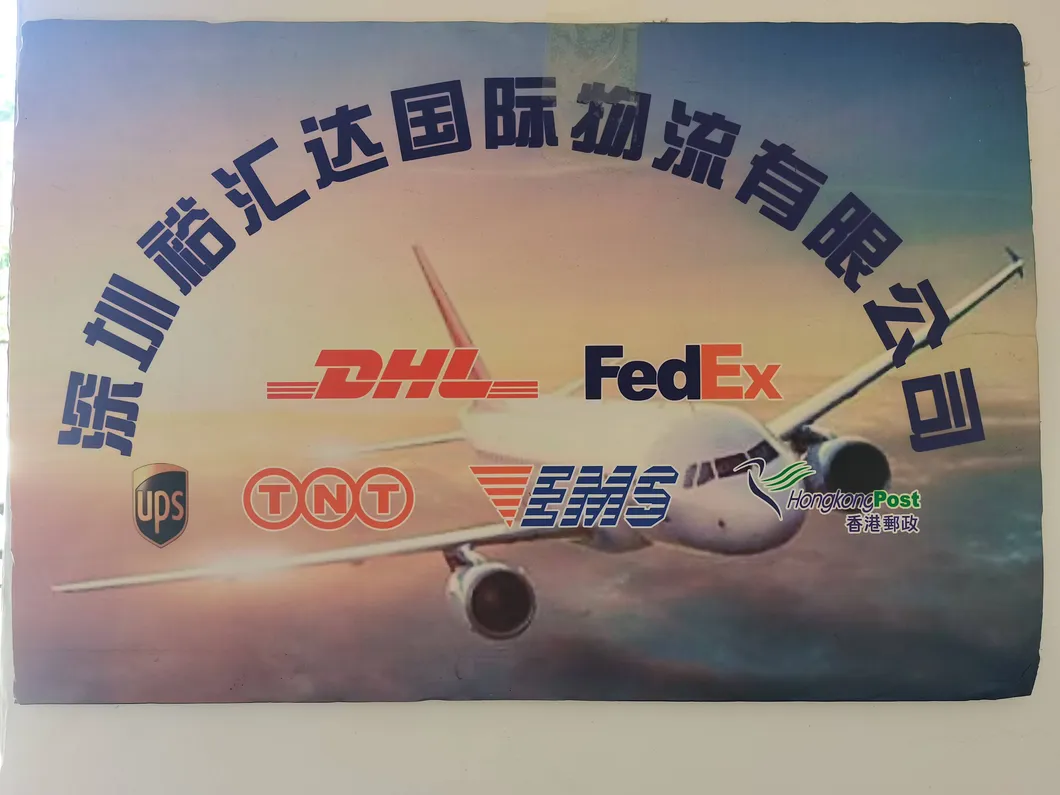 深圳裕汇达国际物流有限公司
DHL
FedEx
ups
TNT
EMS
HongkongPost
香港郵政